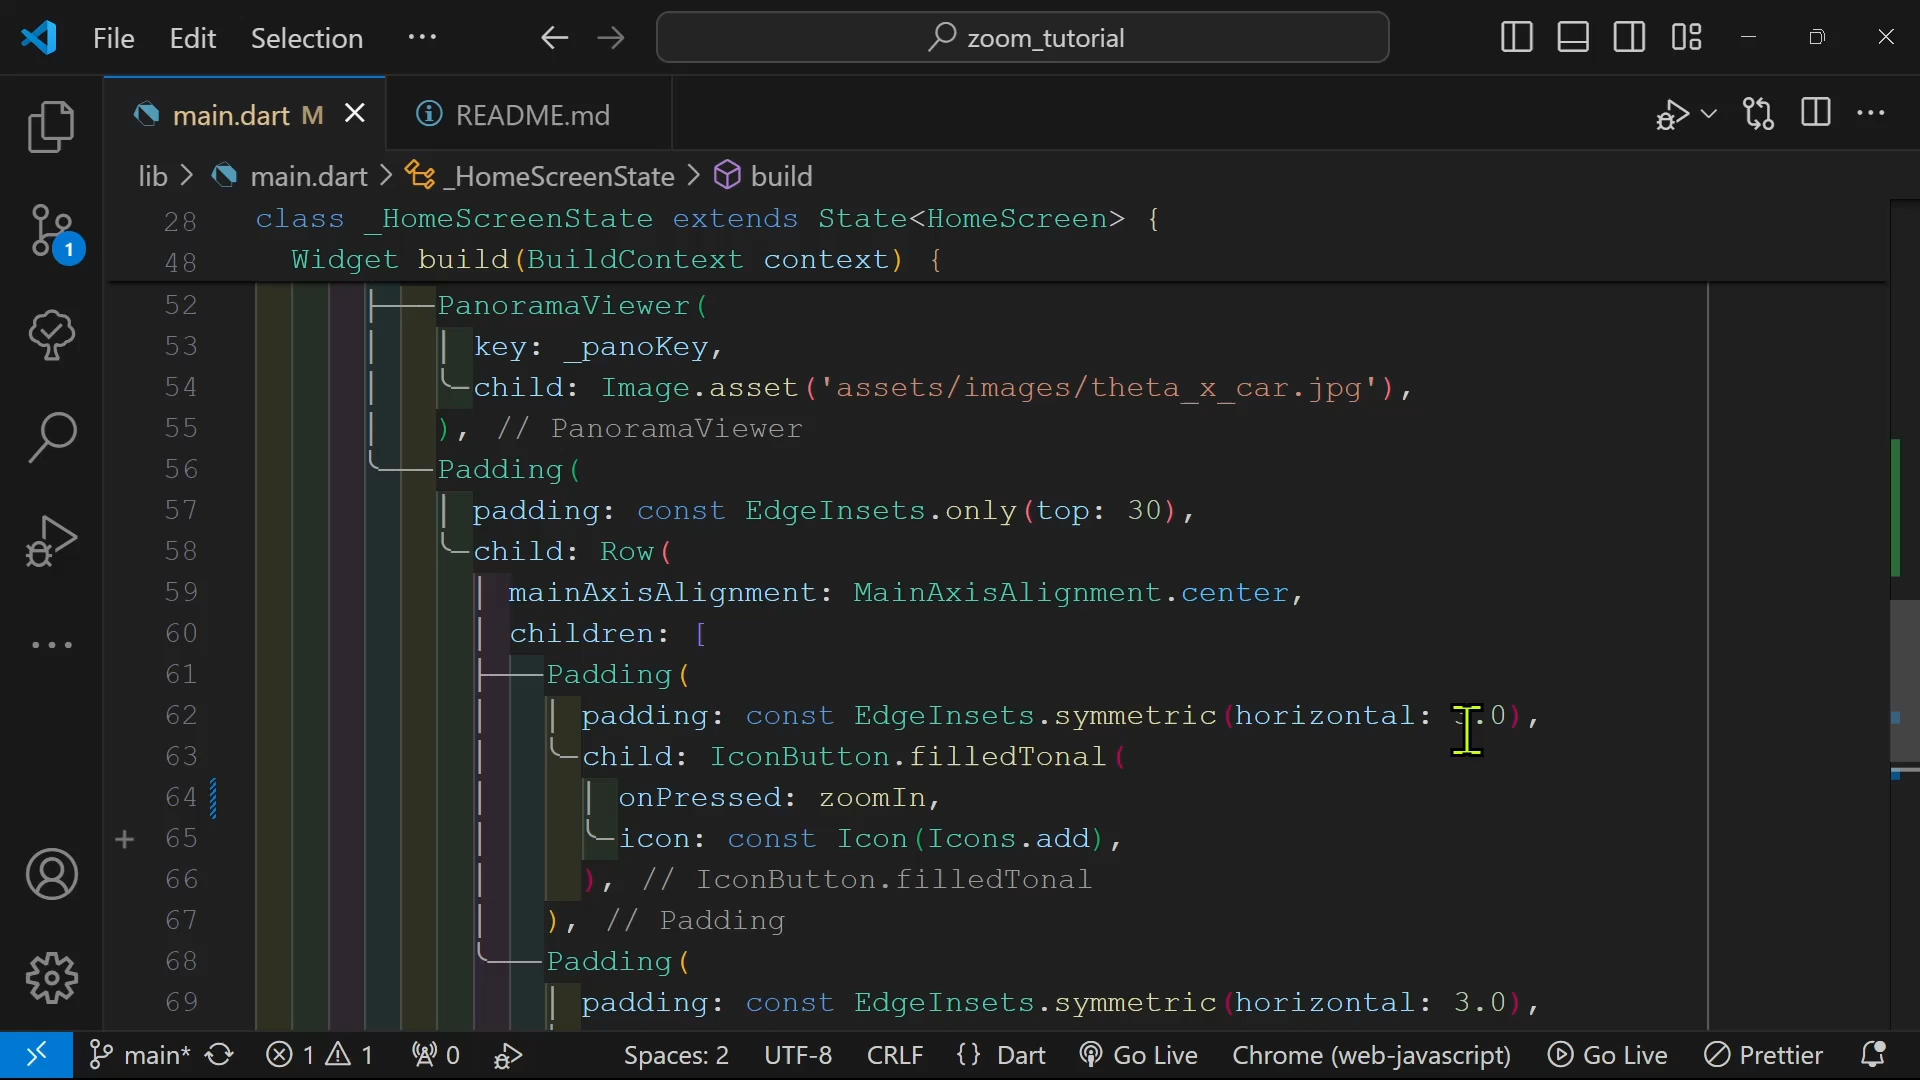 File Edit Selection ··· zoom_tutorial
main.dart M README.md
lib > main.dart > _HomeScreenState > build
28 class _HomeScreenState extends State<HomeScreen> {
48 Widget build(BuildContext context) {
52 PanoramaViewer(
53 key: _panoKey,
54 child: Image.asset('assets/images/theta_x_car.jpg'),
55 ), // PanoramaViewer
56 Padding(
57 padding: const EdgeInsets.only(top: 30),
58 child: Row(
59 mainAxisAlignment: MainAxisAlignment.center,
60 children: [
61 Padding(
62 padding: const EdgeInsets.symmetric(horizontal: 3.0),
63 child: IconButton.filledTonal(
64 onPressed: zoomIn,
65 icon: const Icon(Icons.add),
66 ), // IconButton.filledTonal
67 ), // Padding
68 Padding(
69 padding: const EdgeInsets.symmetric(horizontal: 3.0),
1
main* 1 1 0 Spaces: 2 UTF-8 CRLF {} Dart Go Live Chrome (web-javascript) Go Live Prettier